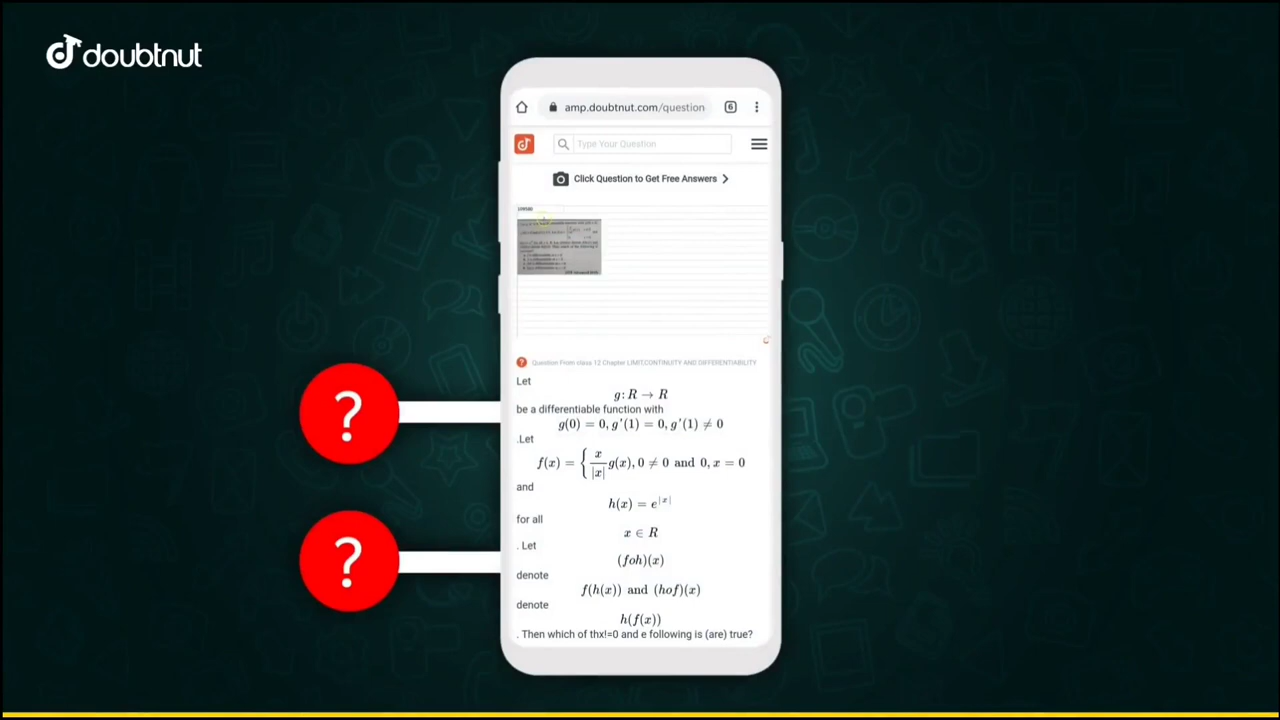 doubtnut
amp.doubtnut.com/question
6
Type Your Question
Click Question to Get Free Answers
Question From class 12 Chapter LIMIT,CONTINUITY AND DIFFERENTIABILITY
Let
g: R → R
be a differentiable function with
g(0) = 0, g'(1) = 0, g'(1) ≠ 0
.Let
f(x) = { x/|x| g(x), 0 ≠ 0 and 0, x = 0
and
h(x) = e^|x|
for all
x ∈ R
. Let
(foh)(x)
denote
f(h(x)) and (hof)(x)
denote
h(f(x))
. Then which of thx!=0 and e following is (are) true?
?
?